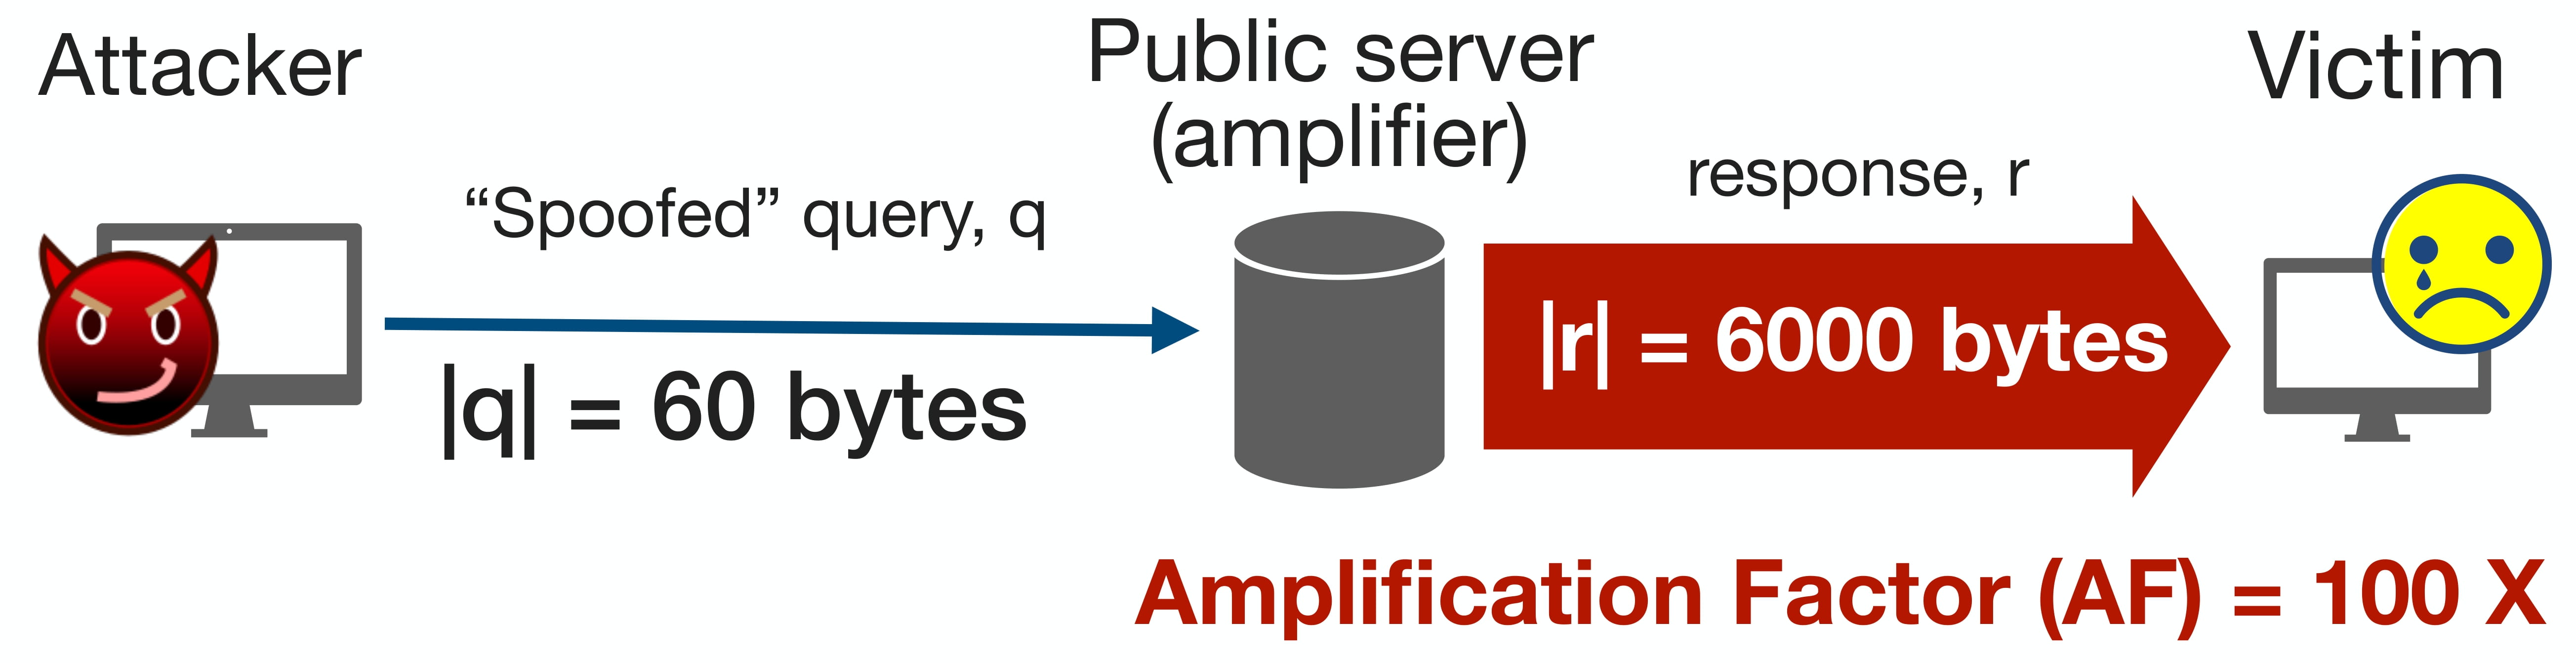 Attacker
Public server
(amplifier)
Victim
“Spoofed” query, q
response, r
|q| = 60 bytes
|r| = 6000 bytes
Amplification Factor (AF) = 100 X